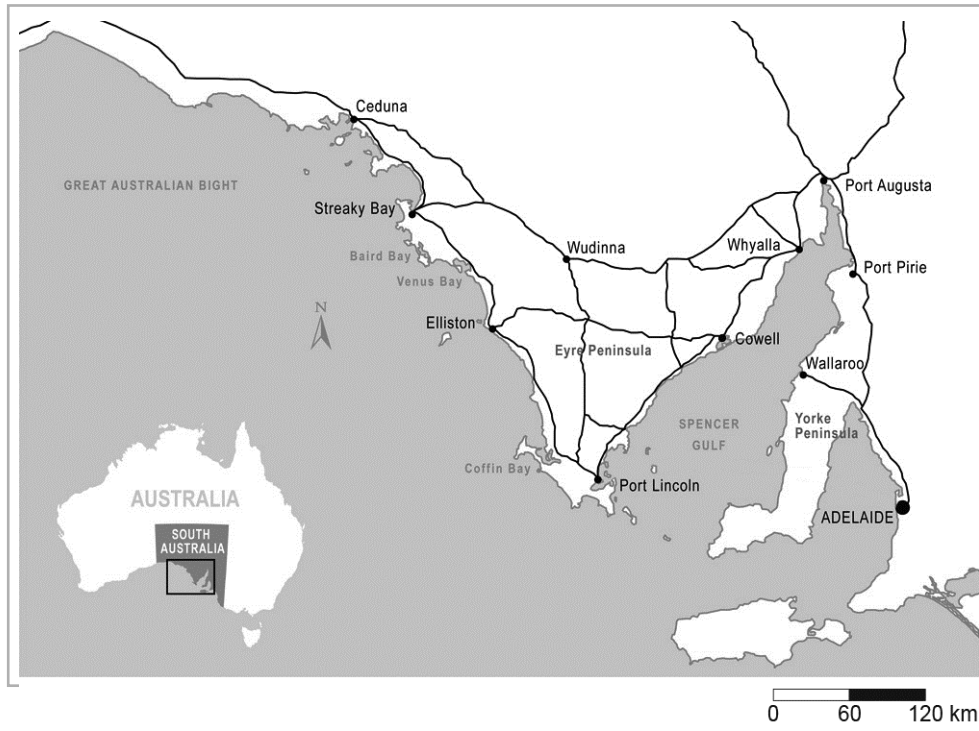 Ceduna
GREAT AUSTRALIAN BIGHT
Port Augusta
Streaky Bay
Wudinna
Whyalla
Baird Bay
Port Pirie
Venus Bay
N
Elliston
Eyre Peninsula
Cowell
Wallaroo
SPENCER
GULF
Yorke
Peninsula
Coffin Bay
Port Lincoln
AUSTRALIA
ADELAIDE
SOUTH
AUSTRALIA
0 60 120 km